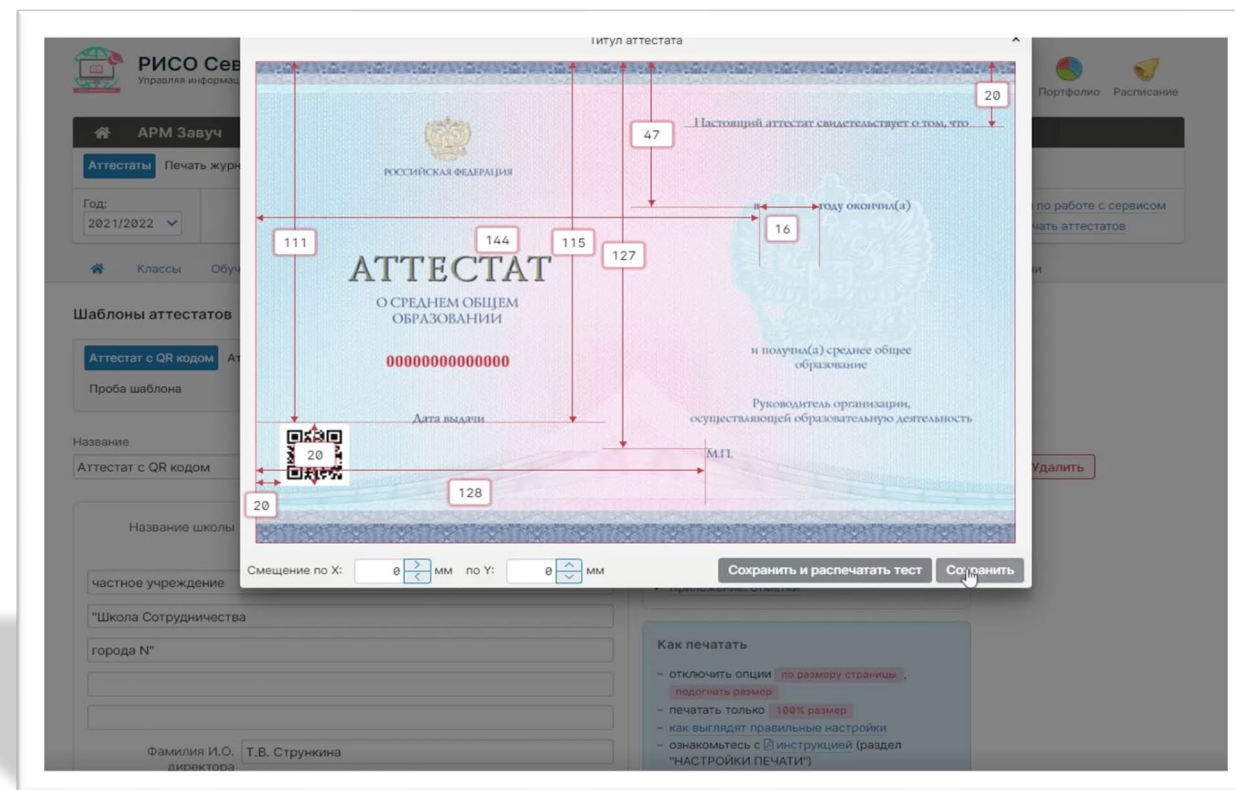 Титул аттестата
РИСО Сев
Управляя информац
Портфолио Расписание
АРМ Завуч
Аттестаты Печать журн
Год:
2021/2022
по работе с сервисом
чать аттестатов
Классы Обуч
и
Шаблоны аттестатов
Аттестат с QR кодом Ат
Проба шаблона
Название
Аттестат с QR кодом
Удалить
РОССИЙСКАЯ ФЕДЕРАЦИЯ
АТТЕСТАТ
О СРЕДНЕМ ОБЩЕМ
ОБРАЗОВАНИИ
00000000000000
Дата выдачи
111
144
115
127
20
20
128
47
20
Настоящий аттестат свидетельствует о том, что
в году окончил(а)
16
и получил(а) среднее общее
образование
Руководитель организации,
осуществляющей образовательную деятельность
М.П.
Смещение по X: 0 мм по Y: 0 мм
Сохранить и распечатать тест
Сохранить
Название школы
частное учреждение
"Школа Сотрудничества
города N"
Фамилия И.О. Т.В. Стрункина
директора
Приложение. Отметки
Как печатать
– отключить опции по размеру страницы ,
подогнать размер
– печатать только 100% размер
– как выглядят правильные настройки
– ознакомьтесь с инструкцией (раздел
"НАСТРОЙКИ ПЕЧАТИ")